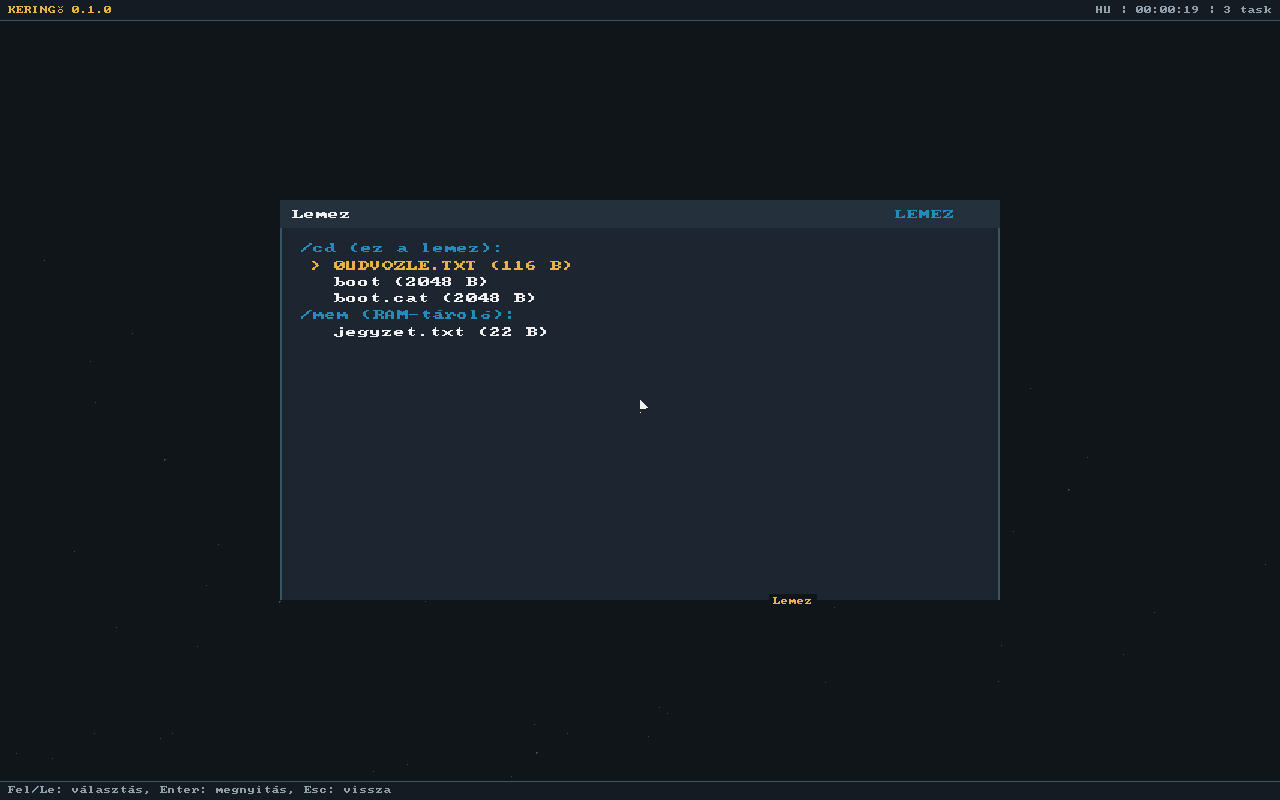 KERINGŐ 0.1.0
HU ¦ 00:00:19 ¦ 3 task
Lemez
LEMEZ
/cd (ez a lemez):
> 0UDVOZLE.TXT (116 B)
boot (2048 B)
boot.cat (2048 B)
/mem (RAM-tároló):
jegyzet.txt (22 B)
Lemez
Fel/Le: választás, Enter: megnyitás, Esc: vissza